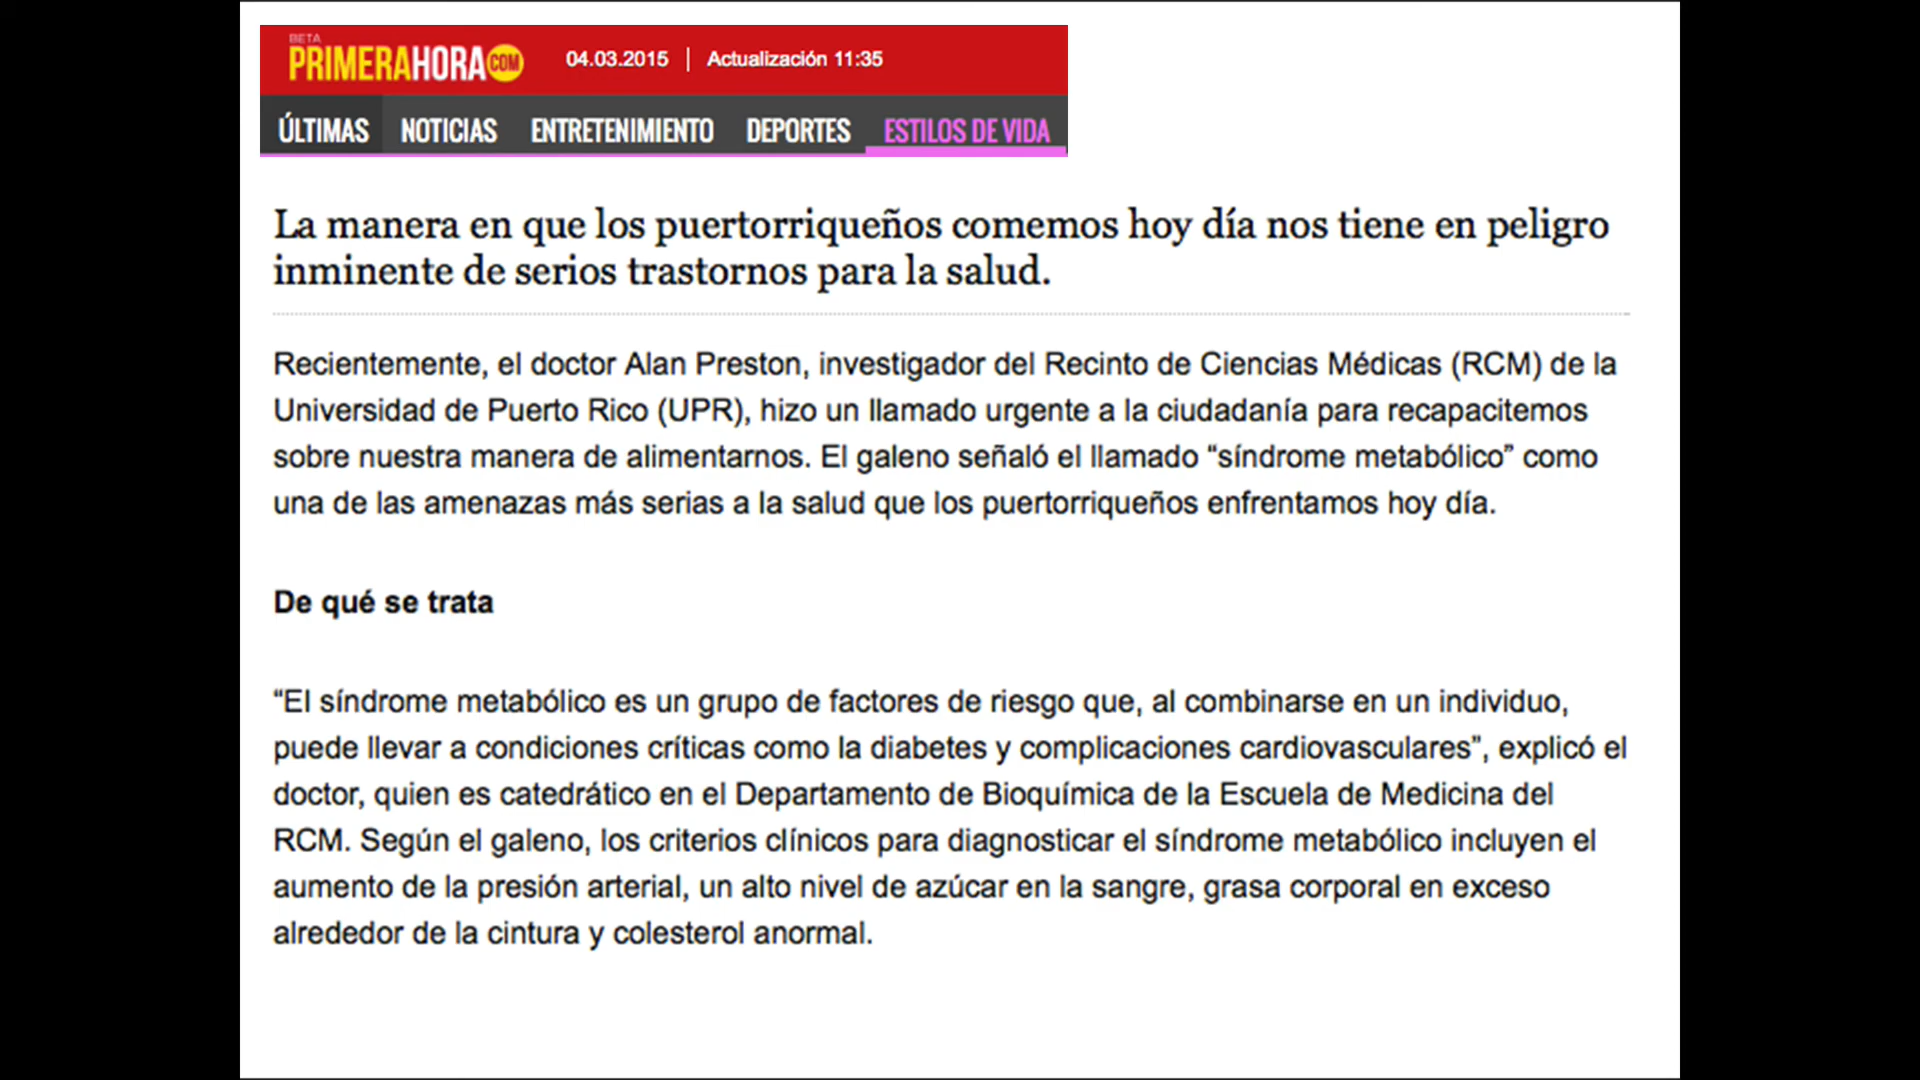 BETA
PRIMERAHORA COM
04.03.2015 | Actualización 11:35
ÚLTIMAS NOTICIAS ENTRETENIMIENTO DEPORTES ESTILOS DE VIDA
La manera en que los puertorriqueños comemos hoy día nos tiene en peligro
inminente de serios trastornos para la salud.
Recientemente, el doctor Alan Preston, investigador del Recinto de Ciencias Médicas (RCM) de la
Universidad de Puerto Rico (UPR), hizo un llamado urgente a la ciudadanía para recapacitemos
sobre nuestra manera de alimentarnos. El galeno señaló el llamado “síndrome metabólico” como
una de las amenazas más serias a la salud que los puertorriqueños enfrentamos hoy día.
De qué se trata
“El síndrome metabólico es un grupo de factores de riesgo que, al combinarse en un individuo,
puede llevar a condiciones críticas como la diabetes y complicaciones cardiovasculares”, explicó el
doctor, quien es catedrático en el Departamento de Bioquímica de la Escuela de Medicina del
RCM. Según el galeno, los criterios clínicos para diagnosticar el síndrome metabólico incluyen el
aumento de la presión arterial, un alto nivel de azúcar en la sangre, grasa corporal en exceso
alrededor de la cintura y colesterol anormal.